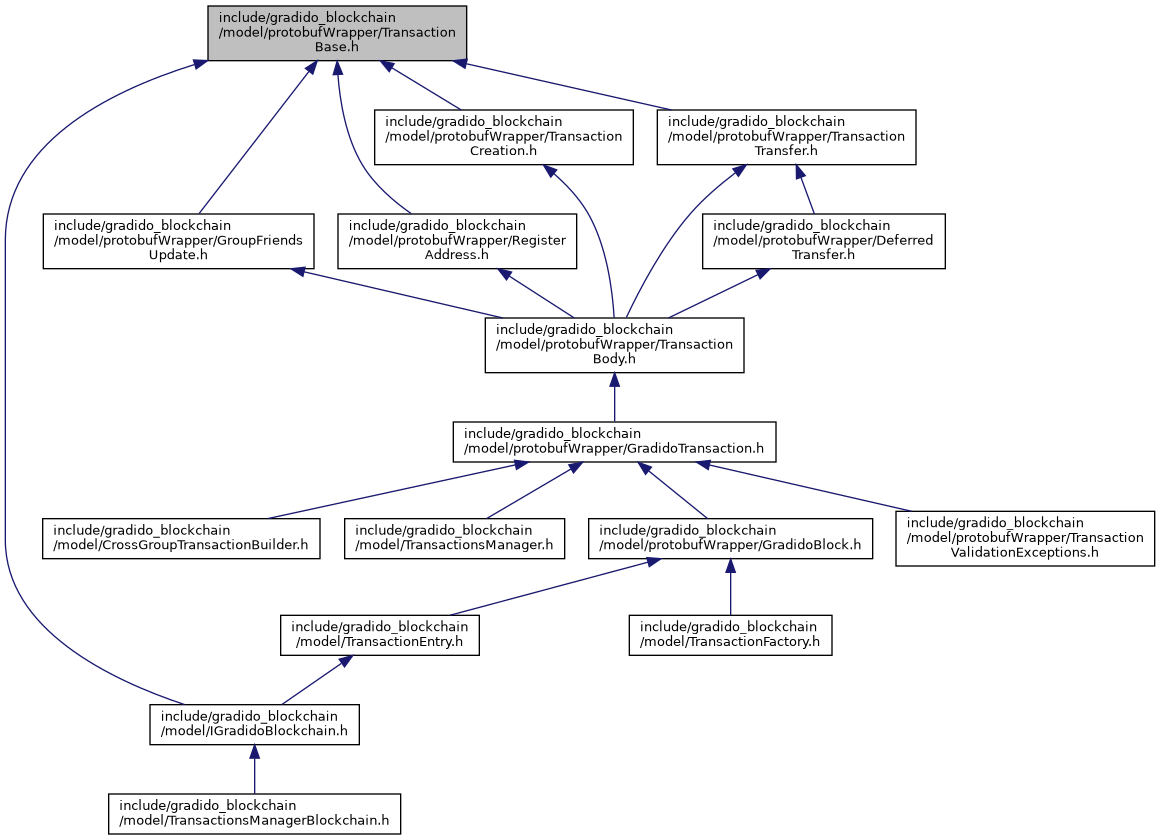 include/gradido_blockchain
/model/protobufWrapper/Transaction
Base.h
include/gradido_blockchain
/model/protobufWrapper/Transaction
Creation.h
include/gradido_blockchain
/model/protobufWrapper/Transaction
Transfer.h
include/gradido_blockchain
/model/protobufWrapper/GroupFriends
Update.h
include/gradido_blockchain
/model/protobufWrapper/Register
Address.h
include/gradido_blockchain
/model/protobufWrapper/Deferred
Transfer.h
include/gradido_blockchain
/model/protobufWrapper/Transaction
Body.h
include/gradido_blockchain
/model/protobufWrapper/GradidoTransaction.h
include/gradido_blockchain
/model/CrossGroupTransactionBuilder.h
include/gradido_blockchain
/model/TransactionsManager.h
include/gradido_blockchain
/model/protobufWrapper/GradidoBlock.h
include/gradido_blockchain
/model/protobufWrapper/Transaction
ValidationExceptions.h
include/gradido_blockchain
/model/TransactionEntry.h
include/gradido_blockchain
/model/TransactionFactory.h
include/gradido_blockchain
/model/IGradidoBlockchain.h
include/gradido_blockchain
/model/TransactionsManagerBlockchain.h